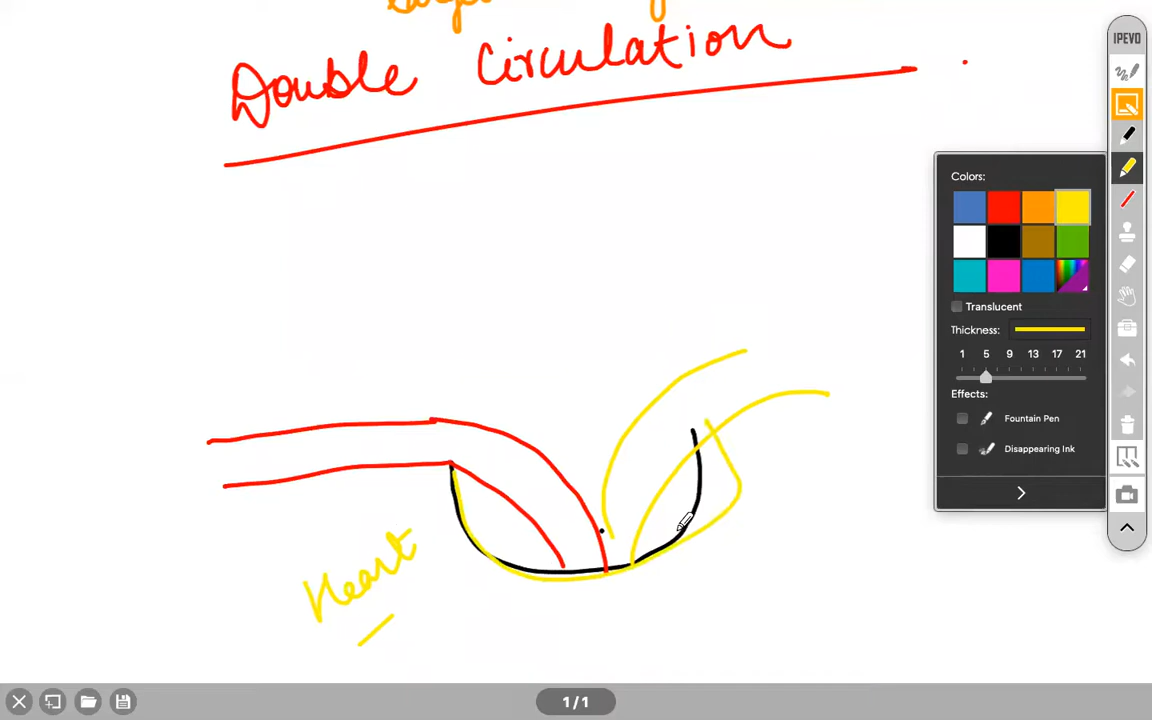 Double Circulation
Heart
IPEVO
Colors:
Translucent
Thickness:
1 5 9 13 17 21
Effects:
Fountain Pen
Disappearing Ink
1/1